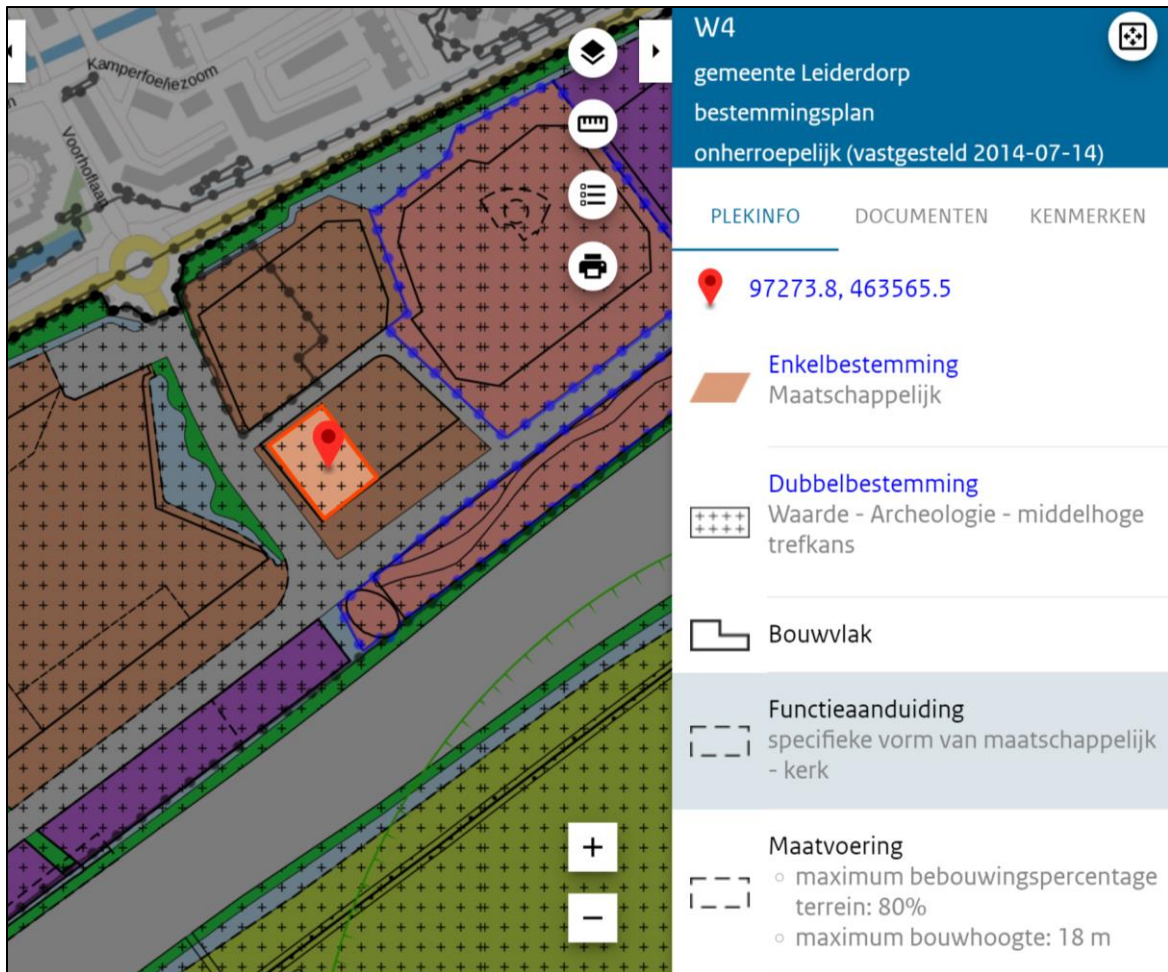 Kamperfoeliezoom
Voorhoflaan
W4
gemeente Leiderdorp
bestemmingsplan
onherroepelijk (vastgesteld 2014-07-14)
PLEKINFO DOCUMENTEN KENMERKEN
97273.8, 463565.5
Enkelbestemming
Maatschappelijk
Dubbelbestemming
Waarde - Archeologie - middelhoge
trefkans
Bouwvlak
Functieaanduiding
specifieke vorm van maatschappelijk
- kerk
Maatvoering
maximum bebouwingspercentage
terrein: 80%
maximum bouwhoogte: 18 m